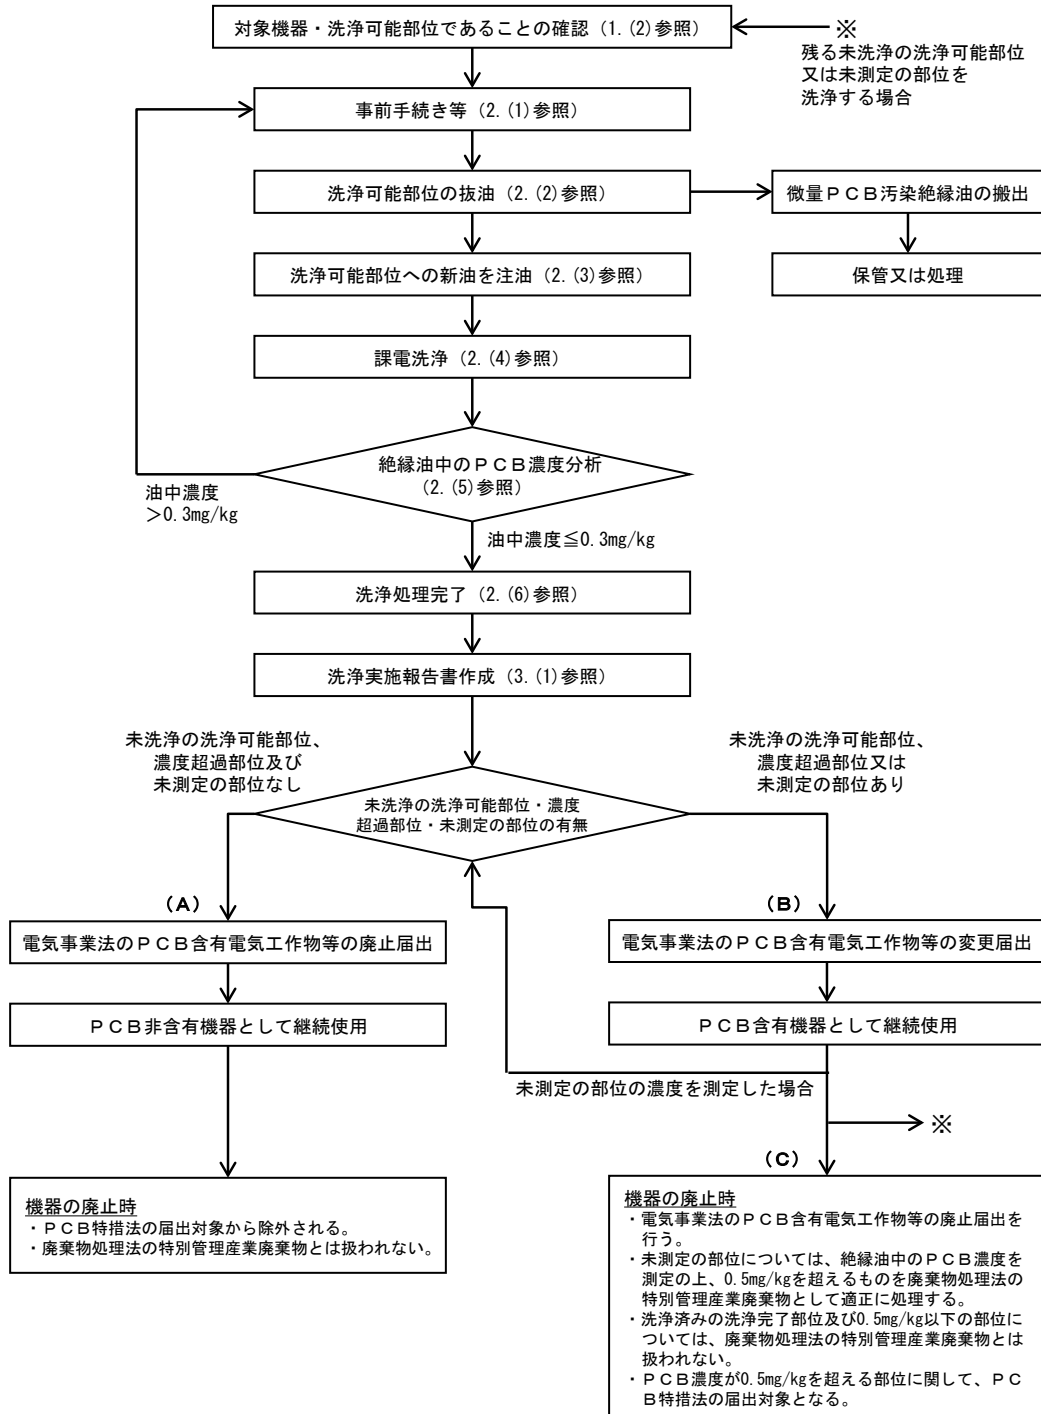 対象機器・洗浄可能部位であることの確認（1.(2)参照）
※
残る未洗浄の洗浄可能部位
又は未測定の部位を
洗浄する場合
事前手続き等（2.(1)参照）
洗浄可能部位の抜油（2.(2)参照）
微量ＰＣＢ汚染絶縁油の搬出
洗浄可能部位への新油を注油（2.(3)参照）
保管又は処理
課電洗浄（2.(4)参照）
絶縁油中のＰＣＢ濃度分析
（2.(5)参照）
油中濃度
＞0.3mg/kg
油中濃度≦0.3mg/kg
洗浄処理完了（2.(6)参照）
洗浄実施報告書作成（3.(1)参照）
未洗浄の洗浄可能部位、
濃度超過部位及び
未測定の部位なし
未洗浄の洗浄可能部位、
濃度超過部位又は
未測定の部位あり
未洗浄の洗浄可能部位・濃度
超過部位・未測定の部位の有無
（Ａ）
（Ｂ）
電気事業法のＰＣＢ含有電気工作物等の廃止届出
電気事業法のＰＣＢ含有電気工作物等の変更届出
ＰＣＢ非含有機器として継続使用
ＰＣＢ含有機器として継続使用
未測定の部位の濃度を測定した場合
※
（Ｃ）
機器の廃止時
・ＰＣＢ特措法の届出対象から除外される。
・廃棄物処理法の特別管理産業廃棄物とは扱われない。
機器の廃止時
・電気事業法のＰＣＢ含有電気工作物等の廃止届出を
行う。
・未測定の部位については、絶縁油中のＰＣＢ濃度を
測定の上、0.5mg/kgを超えるものを廃棄物処理法の
特別管理産業廃棄物として適正に処理する。
・洗浄済みの洗浄完了部位及び0.5mg/kg以下の部位に
ついては、廃棄物処理法の特別管理産業廃棄物とは
扱われない。
・ＰＣＢ濃度が0.5mg/kgを超える部位に関して、ＰＣ
Ｂ特措法の届出対象となる。